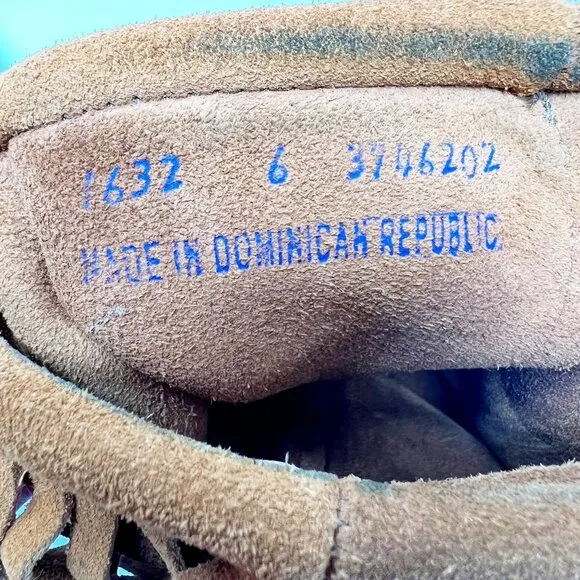 1632 6 3746202
MADE IN DOMINICAN REPUBLIC.